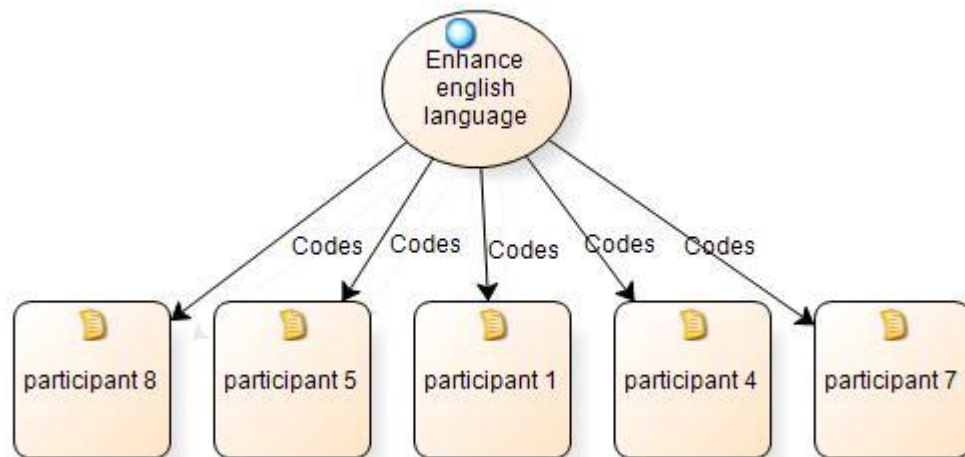 Enhance
english
language
Codes
Codes
Codes
Codes
Codes
participant 8
participant 5
participant 1
participant 4
participant 7